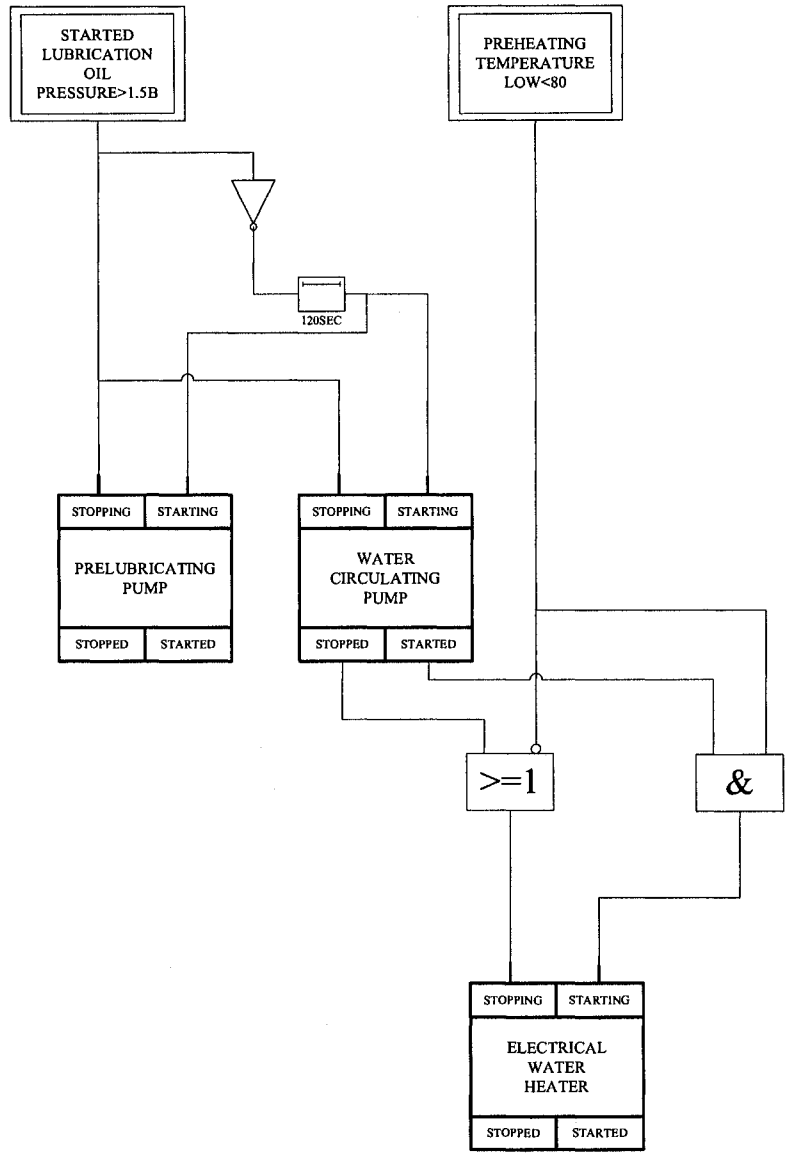 STARTED
LUBRICATION
OIL
PRESSURE>1.5B
PREHEATING
TEMPERATURE
LOW<80
120SEC
STOPPING
STARTING
PRELUBRICATING
PUMP
STOPPED
STARTED
STOPPING
STARTING
WATER
CIRCULATING
PUMP
STOPPED
STARTED
>=1
&
STOPPING
STARTING
ELECTRICAL
WATER
HEATER
STOPPED
STARTED